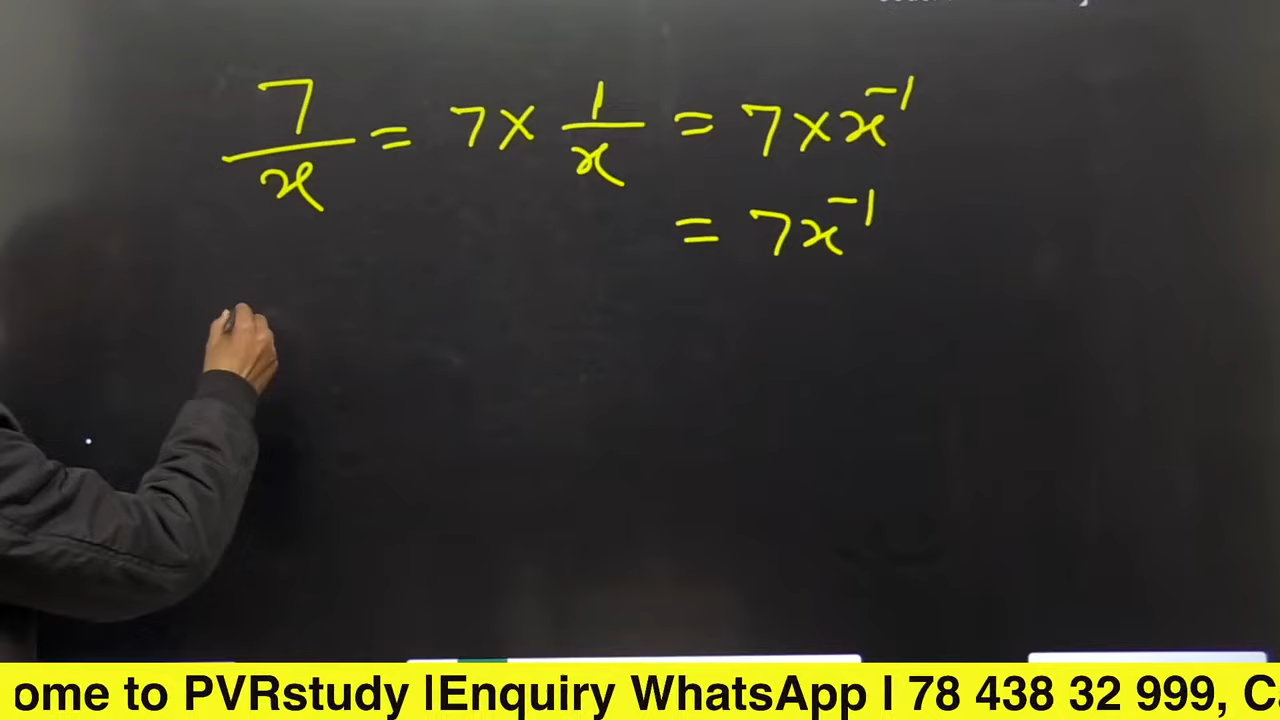 7/x = 7 × 1/x = 7 × x⁻¹
= 7x⁻¹
ome to PVRstudy |Enquiry WhatsApp I 78 438 32 999, C